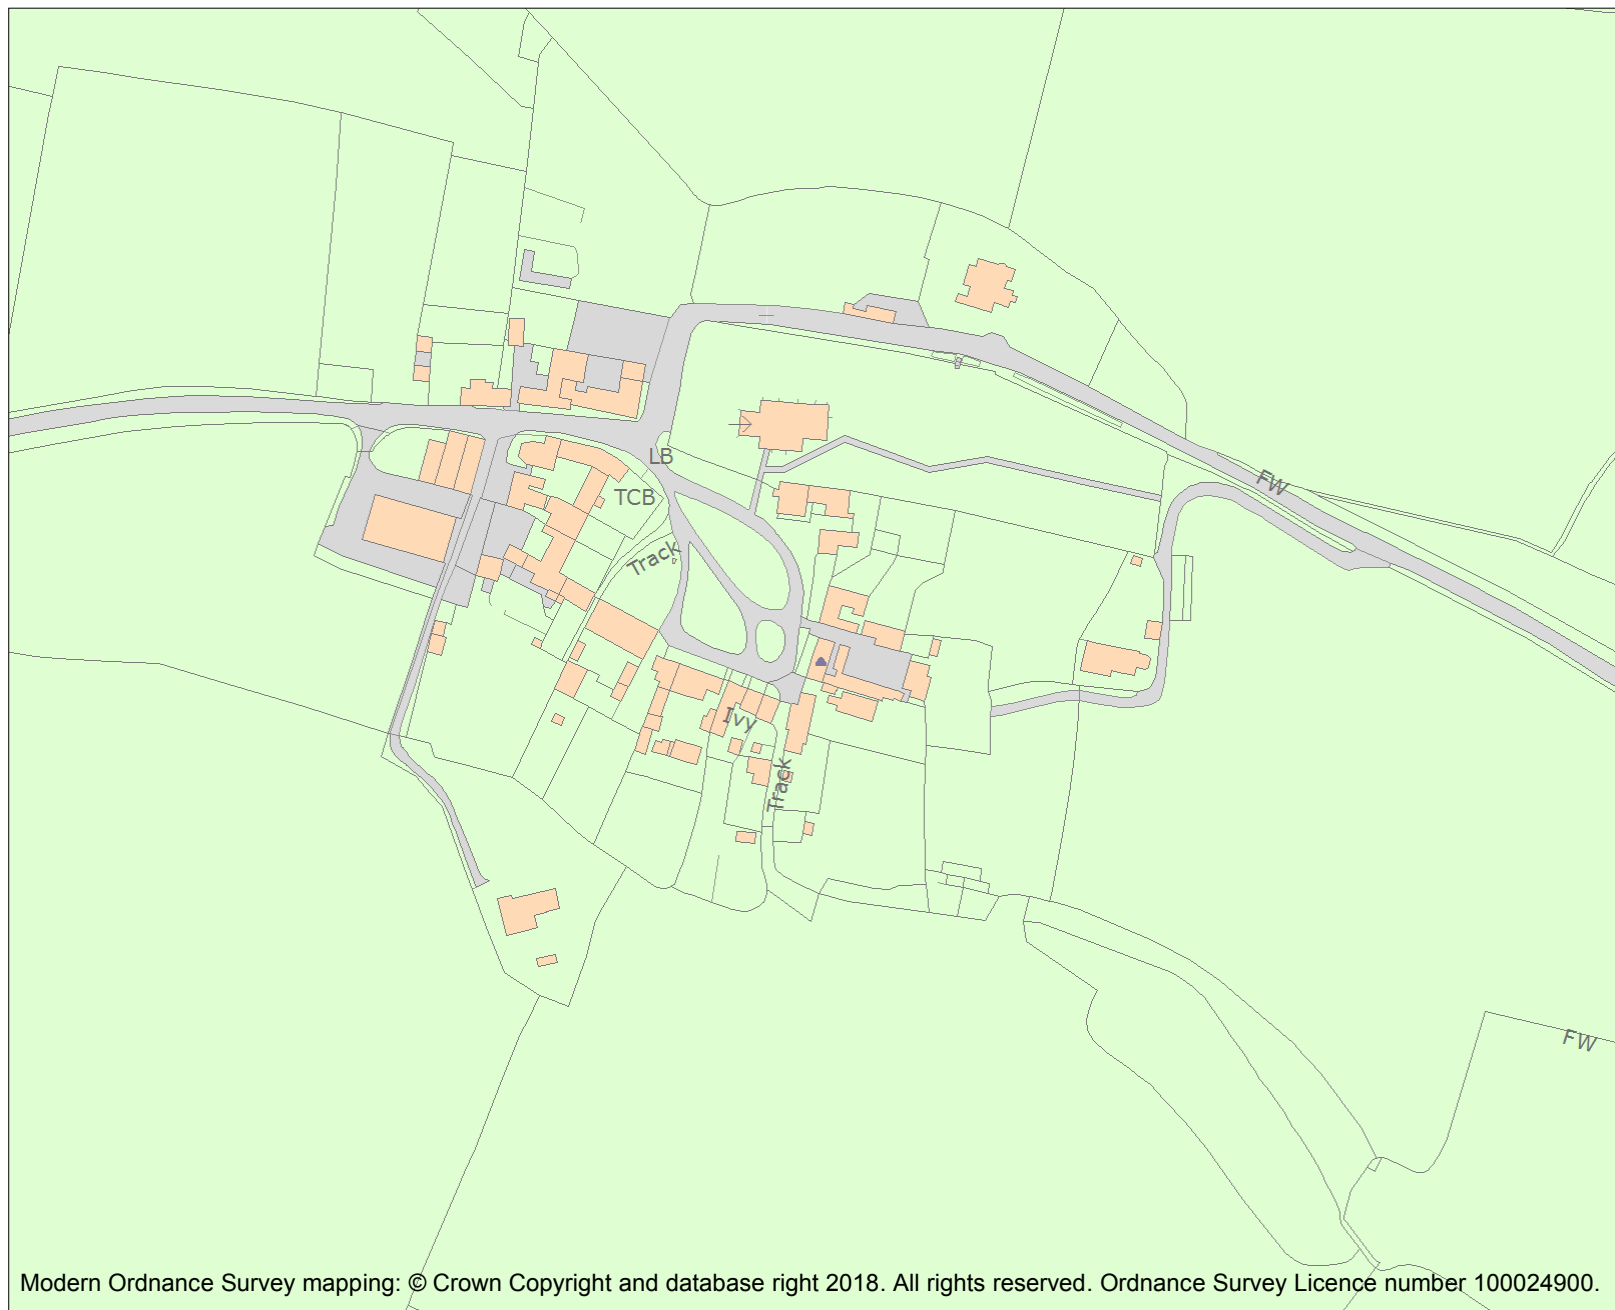 LB
FW
TCB
Track
Ivy
Track
FW
Modern Ordnance Survey mapping: © Crown Copyright and database right 2018. All rights reserved. Ordnance Survey Licence number 100024900.